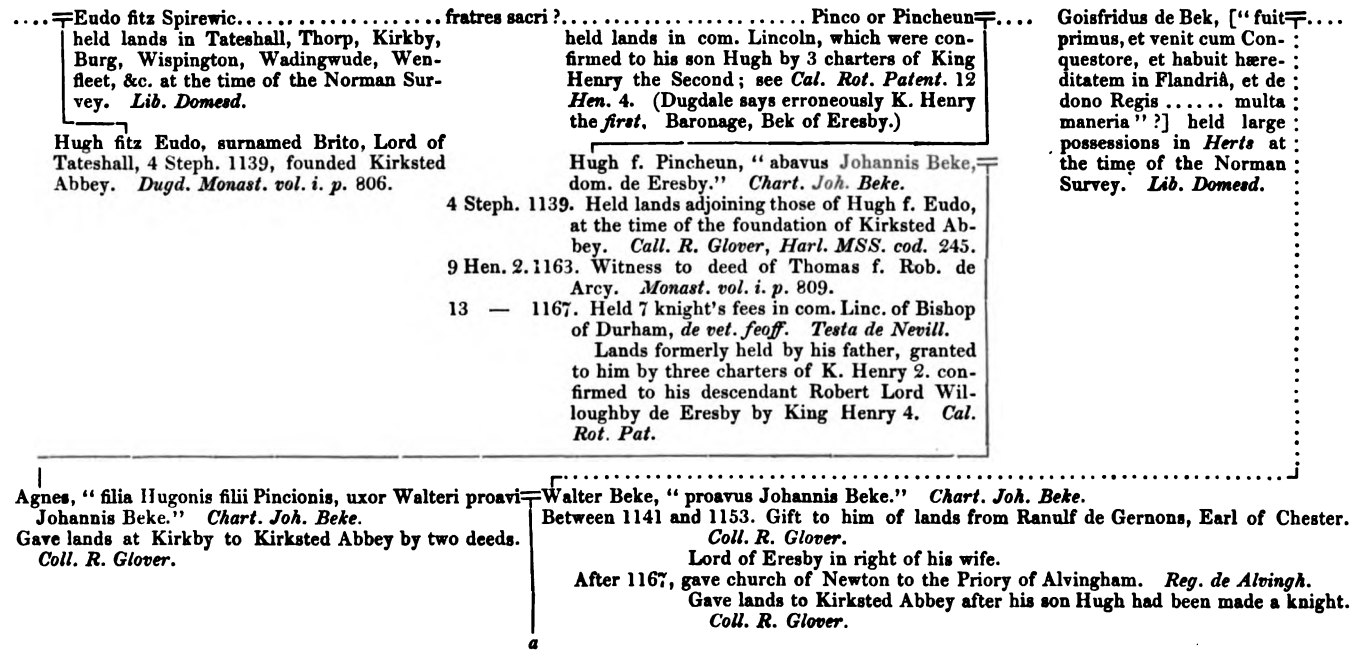 ....Eudo fitz Spirewic....................fratres sacri ?........................ Pinco or Pincheun....
held lands in Tateshall, Thorp, Kirkby,
Burg, Wispington, Wadingwude, Wen-
fleet, &c. at the time of the Norman Sur-
vey. Lib. Domesd.
held lands in com. Lincoln, which were con-
firmed to his son Hugh by 3 charters of King
Henry the Second; see Cal. Rot. Patent. 12
Hen. 4. (Dugdale says erroneously K. Henry
the first. Baronage, Bek of Eresby.)
Goisfridus de Bek, [“fuit....
primus, et venit cum Con-
questore, et habuit hære-
ditatem in Flandriâ, et de
dono Regis ...... multa
maneria” ?] held large
possessions in Herts at
the time of the Norman
Survey. Lib. Domesd.
Hugh fitz Eudo, surnamed Brito, Lord of
Tateshall, 4 Steph. 1139, founded Kirksted
Abbey. Dugd. Monast. vol. i. p. 806.
Hugh f. Pincheun, “abavus Johannis Beke,
dom. de Eresby.” Chart. Joh. Beke.
4 Steph. 1139. Held lands adjoining those of Hugh f. Eudo,
at the time of the foundation of Kirksted Ab-
bey. Call. R. Glover, Harl. MSS. cod. 245.
9 Hen. 2. 1163. Witness to deed of Thomas f. Rob. de
Arcy. Monast. vol. i. p. 809.
13 — 1167. Held 7 knight's fees in com. Linc. of Bishop
of Durham, de vet. feoff. Testa de Nevill.
Lands formerly held by his father, granted
to him by three charters of K. Henry 2. con-
firmed to his descendant Robert Lord Wil-
loughby de Eresby by King Henry 4. Cal.
Rot. Pat.
Agnes, “filia Hugonis filii Pincionis, uxor Walteri proavi
Johannis Beke.” Chart. Joh. Beke.
Gave lands at Kirkby to Kirksted Abbey by two deeds.
Coll. R. Glover.
Walter Beke, “proavus Johannis Beke.” Chart. Joh. Beke.
Between 1141 and 1153. Gift to him of lands from Ranulf de Gernons, Earl of Chester.
Coll. R. Glover.
Lord of Eresby in right of his wife.
After 1167, gave church of Newton to the Priory of Alvingham. Reg. de Alvingh.
Gave lands to Kirksted Abbey after his son Hugh had been made a knight.
Coll. R. Glover.
a